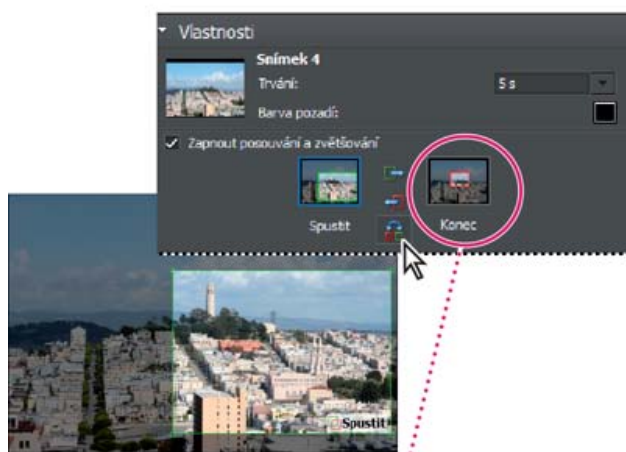 Vlastnosti
Snímek 4
Trvání: 5 s
Barva pozadí:
Zapnout posouvání a zvětšování
Spustit Konec
Spustit